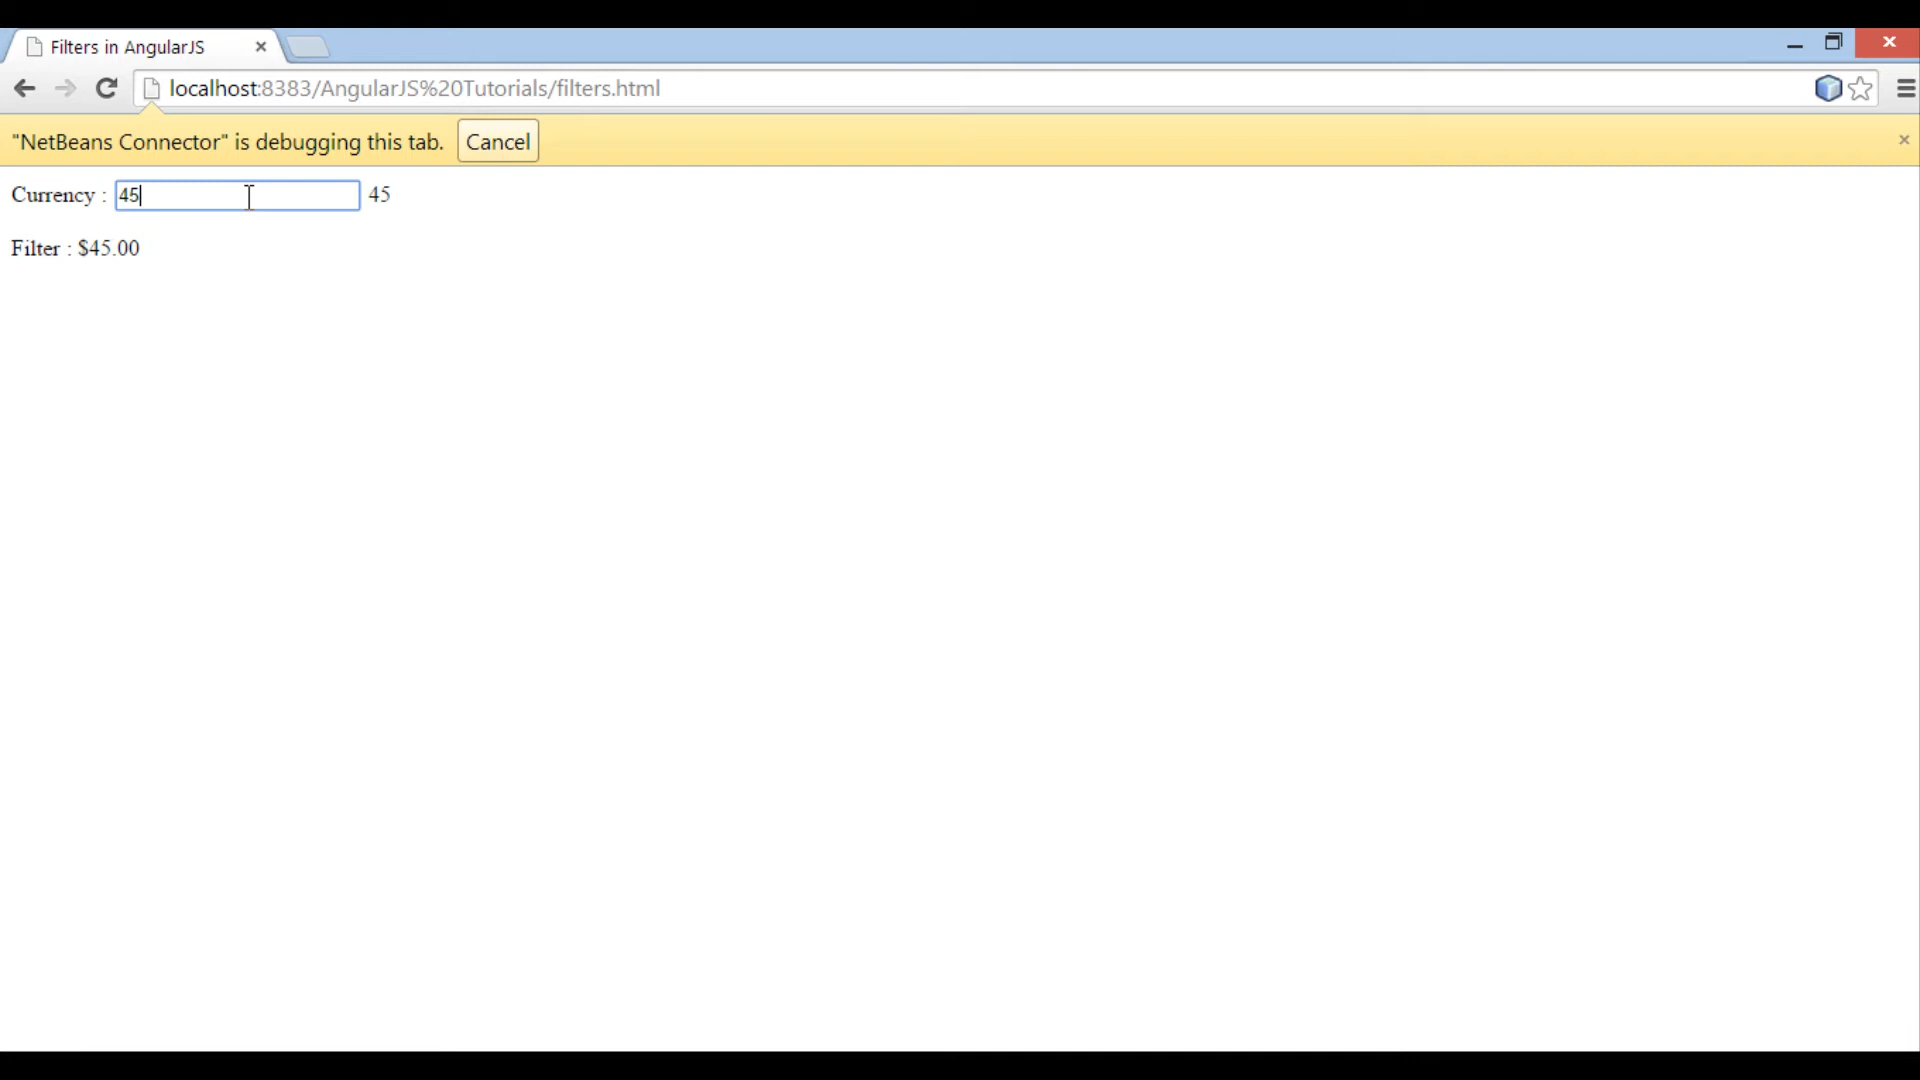 Filters in AngularJS
localhost:8383/AngularJS%20Tutorials/filters.html
"NetBeans Connector" is debugging this tab. Cancel
Currency : 45 45
Filter : $45.00